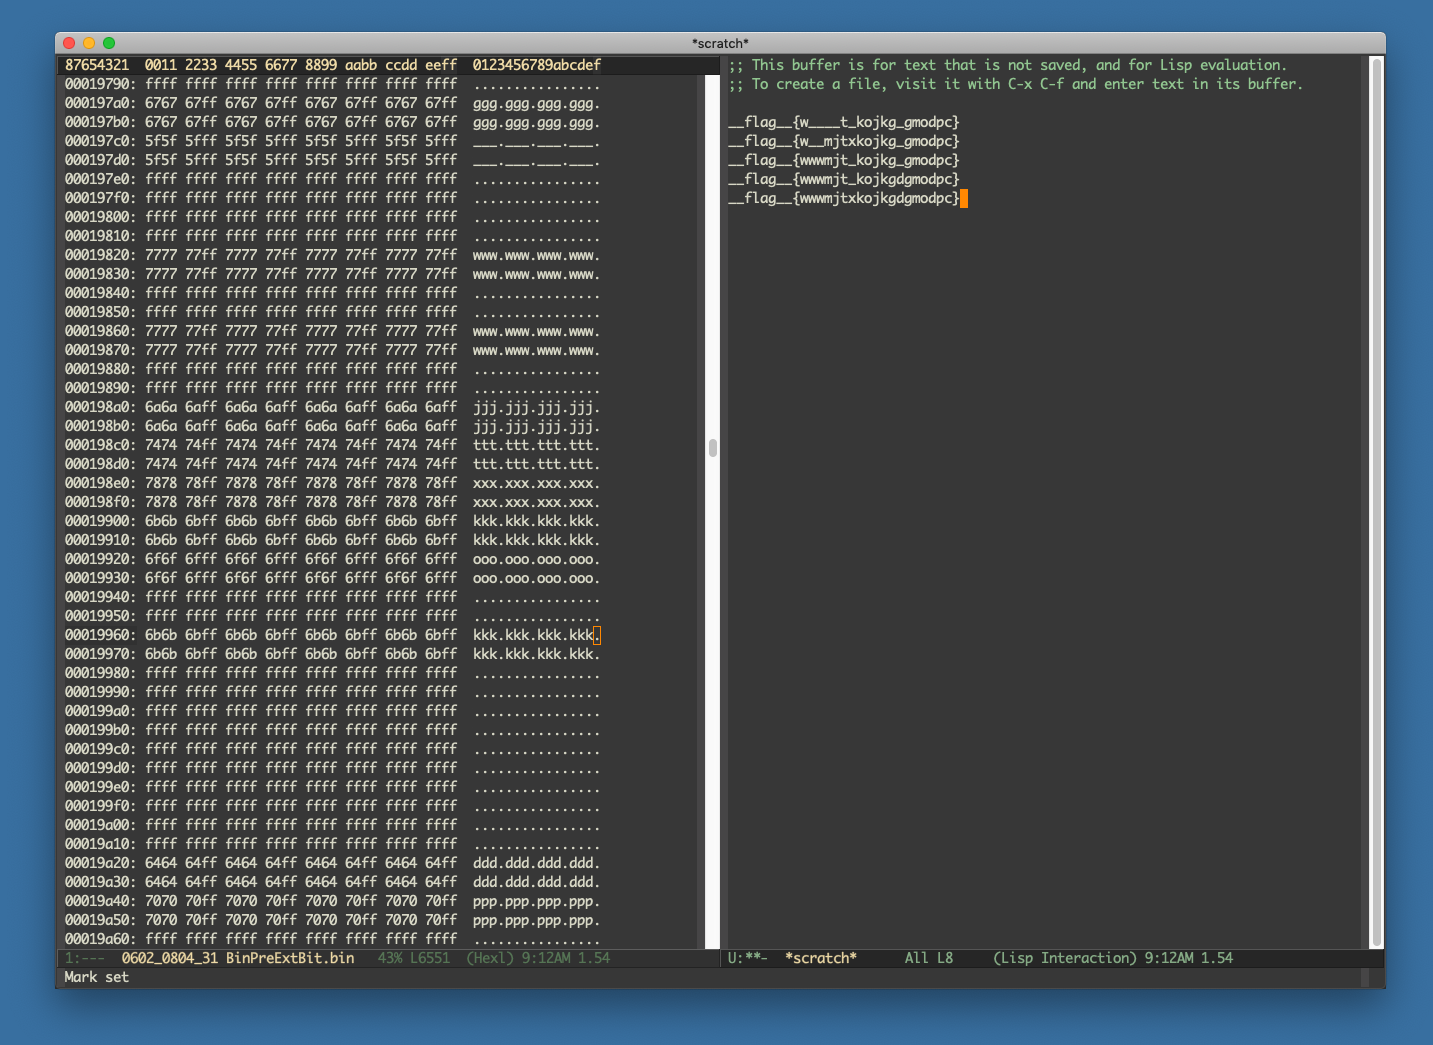 *scratch*
87654321  0011 2233 4455 6677 8899 aabb ccdd eeff  0123456789abcdef
00019790: ffff ffff ffff ffff ffff ffff ffff ffff  ................
000197a0: 6767 67ff 6767 67ff 6767 67ff 6767 67ff  ggg.ggg.ggg.ggg.
000197b0: 6767 67ff 6767 67ff 6767 67ff 6767 67ff  ggg.ggg.ggg.ggg.
000197c0: 5f5f 5fff 5f5f 5fff 5f5f 5fff 5f5f 5fff  ___.___.___.___.
000197d0: 5f5f 5fff 5f5f 5fff 5f5f 5fff 5f5f 5fff  ___.___.___.___.
000197e0: ffff ffff ffff ffff ffff ffff ffff ffff  ................
000197f0: ffff ffff ffff ffff ffff ffff ffff ffff  ................
00019800: ffff ffff ffff ffff ffff ffff ffff ffff  ................
00019810: ffff ffff ffff ffff ffff ffff ffff ffff  ................
00019820: 7777 77ff 7777 77ff 7777 77ff 7777 77ff  www.www.www.www.
00019830: 7777 77ff 7777 77ff 7777 77ff 7777 77ff  www.www.www.www.
00019840: ffff ffff ffff ffff ffff ffff ffff ffff  ................
00019850: ffff ffff ffff ffff ffff ffff ffff ffff  ................
00019860: 7777 77ff 7777 77ff 7777 77ff 7777 77ff  www.www.www.www.
00019870: 7777 77ff 7777 77ff 7777 77ff 7777 77ff  www.www.www.www.
00019880: ffff ffff ffff ffff ffff ffff ffff ffff  ................
00019890: ffff ffff ffff ffff ffff ffff ffff ffff  ................
000198a0: 6a6a 6aff 6a6a 6aff 6a6a 6aff 6a6a 6aff  jjj.jjj.jjj.jjj.
000198b0: 6a6a 6aff 6a6a 6aff 6a6a 6aff 6a6a 6aff  jjj.jjj.jjj.jjj.
000198c0: 7474 74ff 7474 74ff 7474 74ff 7474 74ff  ttt.ttt.ttt.ttt.
000198d0: 7474 74ff 7474 74ff 7474 74ff 7474 74ff  ttt.ttt.ttt.ttt.
000198e0: 7878 78ff 7878 78ff 7878 78ff 7878 78ff  xxx.xxx.xxx.xxx.
000198f0: 7878 78ff 7878 78ff 7878 78ff 7878 78ff  xxx.xxx.xxx.xxx.
00019900: 6b6b 6bff 6b6b 6bff 6b6b 6bff 6b6b 6bff  kkk.kkk.kkk.kkk.
00019910: 6b6b 6bff 6b6b 6bff 6b6b 6bff 6b6b 6bff  kkk.kkk.kkk.kkk.
00019920: 6f6f 6fff 6f6f 6fff 6f6f 6fff 6f6f 6fff  ooo.ooo.ooo.ooo.
00019930: 6f6f 6fff 6f6f 6fff 6f6f 6fff 6f6f 6fff  ooo.ooo.ooo.ooo.
00019940: ffff ffff ffff ffff ffff ffff ffff ffff  ................
00019950: ffff ffff ffff ffff ffff ffff ffff ffff  ................
00019960: 6b6b 6bff 6b6b 6bff 6b6b 6bff 6b6b 6bff  kkk.kkk.kkk.kkk.
00019970: 6b6b 6bff 6b6b 6bff 6b6b 6bff 6b6b 6bff  kkk.kkk.kkk.kkk.
00019980: ffff ffff ffff ffff ffff ffff ffff ffff  ................
00019990: ffff ffff ffff ffff ffff ffff ffff ffff  ................
000199a0: ffff ffff ffff ffff ffff ffff ffff ffff  ................
000199b0: ffff ffff ffff ffff ffff ffff ffff ffff  ................
000199c0: ffff ffff ffff ffff ffff ffff ffff ffff  ................
000199d0: ffff ffff ffff ffff ffff ffff ffff ffff  ................
000199e0: ffff ffff ffff ffff ffff ffff ffff ffff  ................
000199f0: ffff ffff ffff ffff ffff ffff ffff ffff  ................
00019a00: ffff ffff ffff ffff ffff ffff ffff ffff  ................
00019a10: ffff ffff ffff ffff ffff ffff ffff ffff  ................
00019a20: 6464 64ff 6464 64ff 6464 64ff 6464 64ff  ddd.ddd.ddd.ddd.
00019a30: 6464 64ff 6464 64ff 6464 64ff 6464 64ff  ddd.ddd.ddd.ddd.
00019a40: 7070 70ff 7070 70ff 7070 70ff 7070 70ff  ppp.ppp.ppp.ppp.
00019a50: 7070 70ff 7070 70ff 7070 70ff 7070 70ff  ppp.ppp.ppp.ppp.
00019a60: ffff ffff ffff ffff ffff ffff ffff ffff  ................
1:---  0602_0804_31 BinPreExtBit.bin   43% L6551  (Hexl) 9:12AM 1.54
;; This buffer is for text that is not saved, and for Lisp evaluation.
;; To create a file, visit it with C-x C-f and enter text in its buffer.
__flag__{w____t_kojkg_gmodpc}
__flag__{w__mjtxkojkg_gmodpc}
__flag__{wwwmjt_kojkg_gmodpc}
__flag__{wwwmjt_kojkgdgmodpc}
__flag__{wwwmjtxkojkgdgmodpc}
U:**-  *scratch*      All L8     (Lisp Interaction) 9:12AM 1.54
Mark set